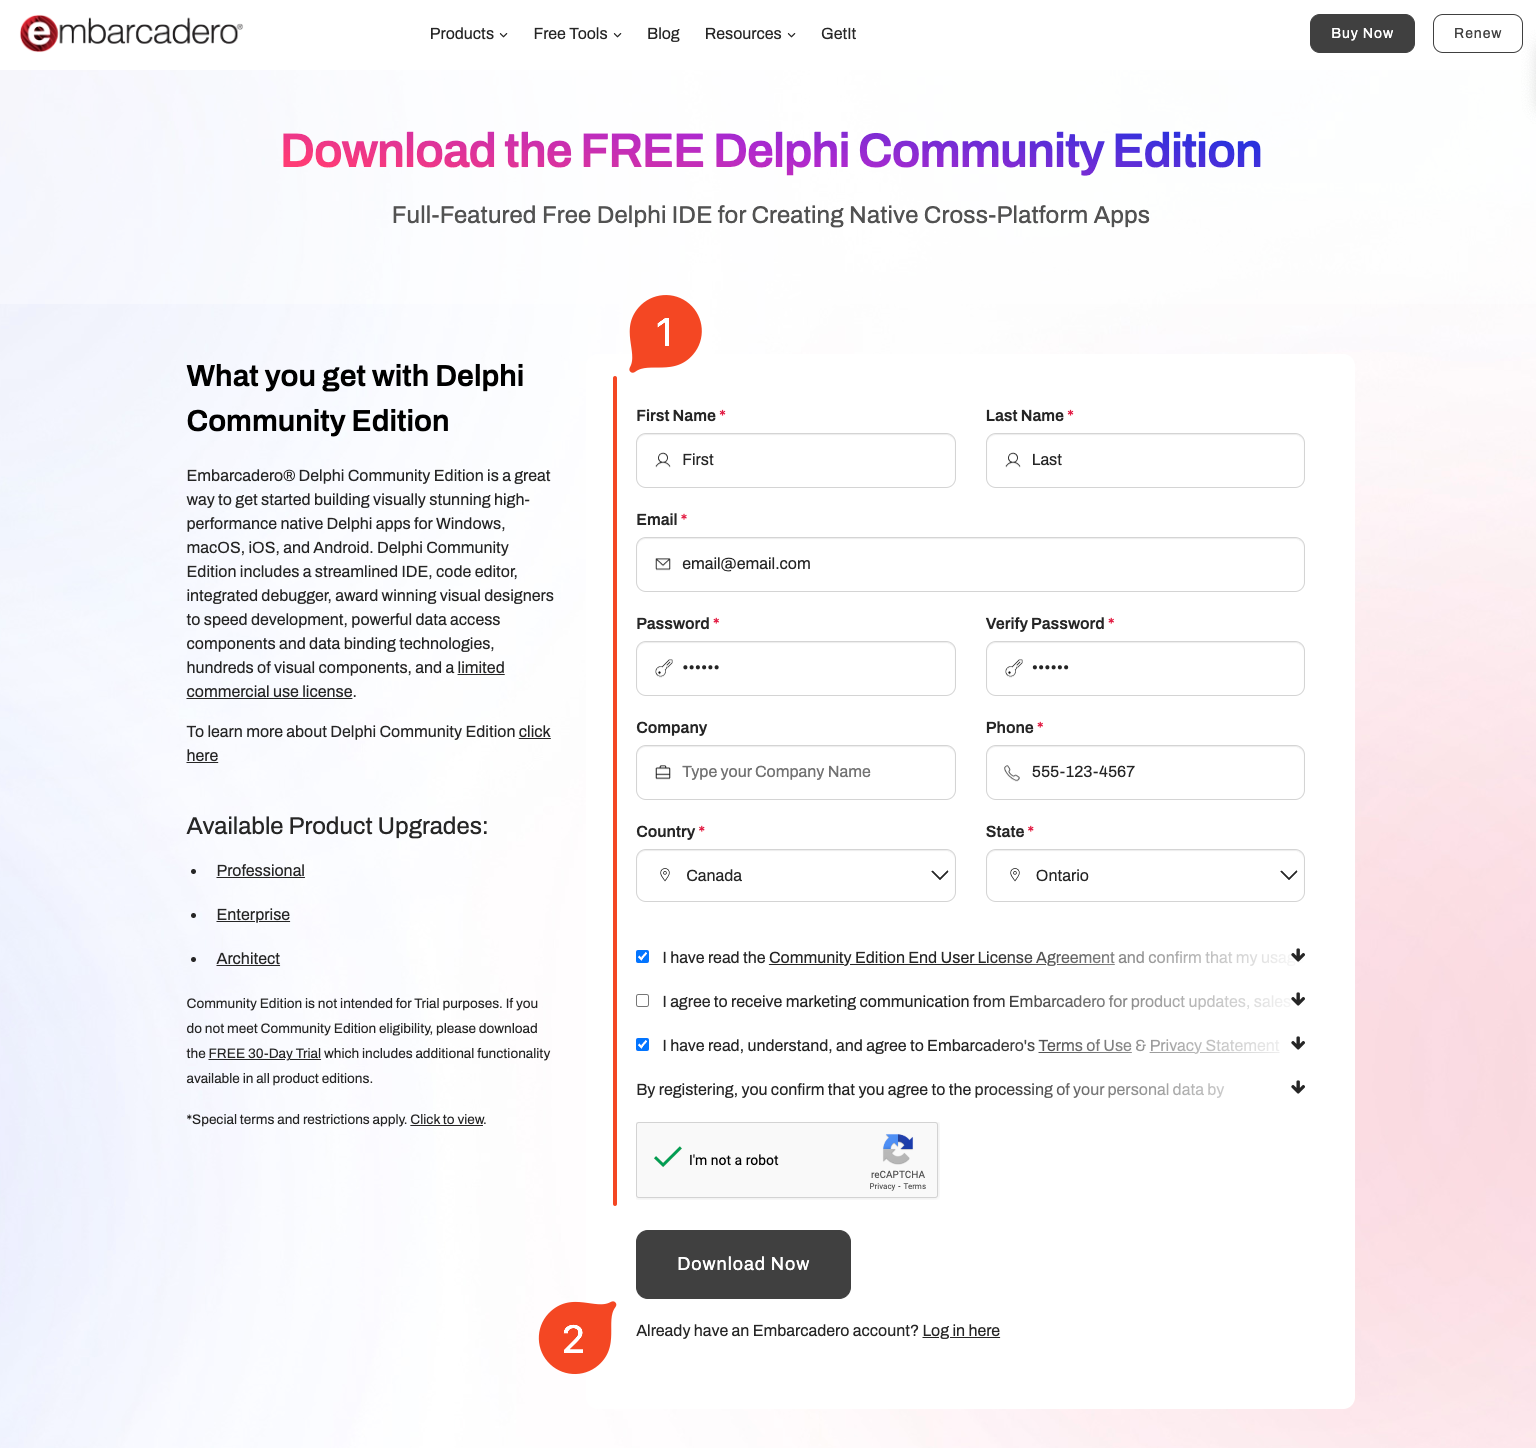 embarcadero®
Products
Free Tools
Blog
Resources
GetIt
Buy Now
Renew
Download the FREE Delphi Community Edition
Full-Featured Free Delphi IDE for Creating Native Cross-Platform Apps
1
What you get with Delphi
Community Edition
Embarcadero® Delphi Community Edition is a great
way to get started building visually stunning high-
performance native Delphi apps for Windows,
macOS, iOS, and Android. Delphi Community
Edition includes a streamlined IDE, code editor,
integrated debugger, award winning visual designers
to speed development, powerful data access
components and data binding technologies,
hundreds of visual components, and a limited
commercial use license.
To learn more about Delphi Community Edition click
here
Available Product Upgrades:
• Professional
• Enterprise
• Architect
Community Edition is not intended for Trial purposes. If you
do not meet Community Edition eligibility, please download
the FREE 30-Day Trial which includes additional functionality
available in all product editions.
*Special terms and restrictions apply. Click to view.
First Name *
Last Name *
First
Last
Email *
email@email.com
Password *
Verify Password *
••••••
••••••
Company
Phone *
Type your Company Name
555-123-4567
Country *
State *
Canada
Ontario
I have read the Community Edition End User License Agreement and confirm that my usa
I agree to receive marketing communication from Embarcadero for product updates, sales
I have read, understand, and agree to Embarcadero's Terms of Use & Privacy Statement
By registering, you confirm that you agree to the processing of your personal data by
I'm not a robot
reCAPTCHA
Privacy - Terms
Download Now
2
Already have an Embarcadero account? Log in here